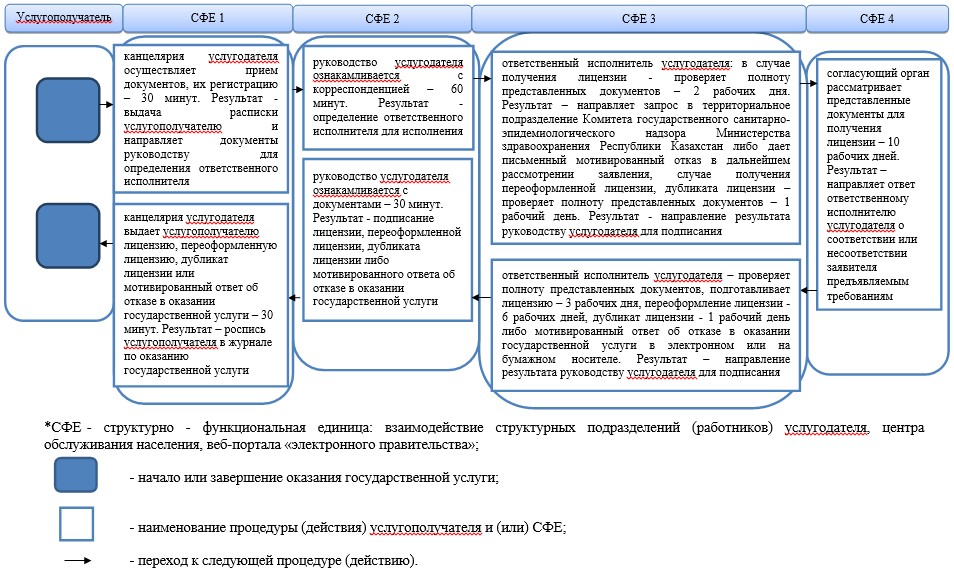 Услугополучатель
СФЕ 1
СФЕ 2
СФЕ 3
СФЕ 4
канцелярия услугодателя
осуществляет прием
документов, их регистрацию
– 30 минут. Результат -
выдача расписки
услугополучателю и
направляет документы
руководству для
определения ответственного
исполнителя
руководство услугодателя
ознакамливается с
корреспонденцией – 60
минут. Результат -
определение ответственного
исполнителя для исполнения
ответственный исполнитель услугодателя: в случае
получения лицензии - проверяет полноту
представленных документов – 2 рабочих дня.
Результат – направляет запрос в территориальное
подразделение Комитета государственного санитарно-
эпидемиологического надзора Министерства
здравоохранения Республики Казахстан либо дает
письменный мотивированный отказ в дальнейшем
рассмотрении заявления, случае получения
переоформленной лицензии, дубликата лицензии –
проверяет полноту представленных документов – 1
рабочий день. Результат - направление результата
руководству услугодателя для подписания
согласующий орган
рассматривает
представленные
документы для
получения
лицензии – 10
рабочих дней.
Результат –
направляет ответ
ответственному
исполнителю
услугодателя о
соответствии или
несоответствии
заявителя
предъявляемым
требованиям
канцелярия услугодателя
выдает услугополучателю
лицензию, переоформленную
лицензию, дубликат
лицензии или
мотивированный ответ об
отказе в оказании
государственной услуги – 30
минут. Результат – роспись
услугополучателя в журнале
по оказанию
государственной услуги
руководство услугодателя
ознакамливается с
документами – 30 минут.
Результат - подписание
лицензии, переоформленной
лицензии, дубликата
лицензии либо
мотивированного ответа об
отказе в оказании
государственной услуги
ответственный исполнитель услугодателя – проверяет
полноту представленных документов, подготавливает
лицензию – 3 рабочих дня, переоформление лицензии -
6 рабочих дней, дубликат лицензии - 1 рабочий день
либо мотивированный ответ об отказе в оказании
государственной услуги в электронном или на
бумажном носителе. Результат – направление
результата руководству услугодателя для подписания
*СФЕ - структурно - функциональная единица: взаимодействие структурных подразделений (работников) услугодателя, центра
обслуживания населения, веб-портала «электронного правительства»;
- начало или завершение оказания государственной услуги;
- наименование процедуры (действия) услугополучателя и (или) СФЕ;
- переход к следующей процедуре (действию).